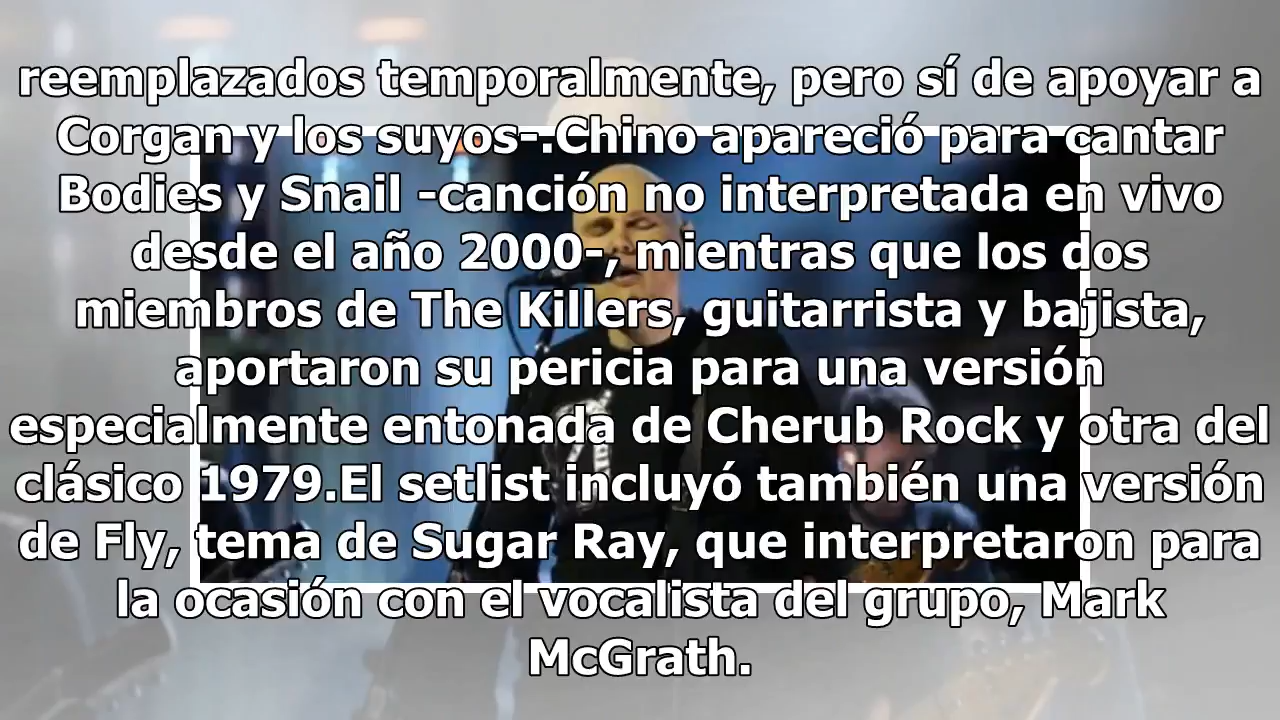 reemplazados temporalmente, pero sí de apoyar a
Corgan y los suyos-.Chino apareció para cantar
Bodies y Snail -canción no interpretada en vivo
desde el año 2000-, mientras que los dos
miembros de The Killers, guitarrista y bajista,
aportaron su pericia para una versión
especialmente entonada de Cherub Rock y otra del
clásico 1979.El setlist incluyó también una versión
de Fly, tema de Sugar Ray, que interpretaron para
la ocasión con el vocalista del grupo, Mark
McGrath.